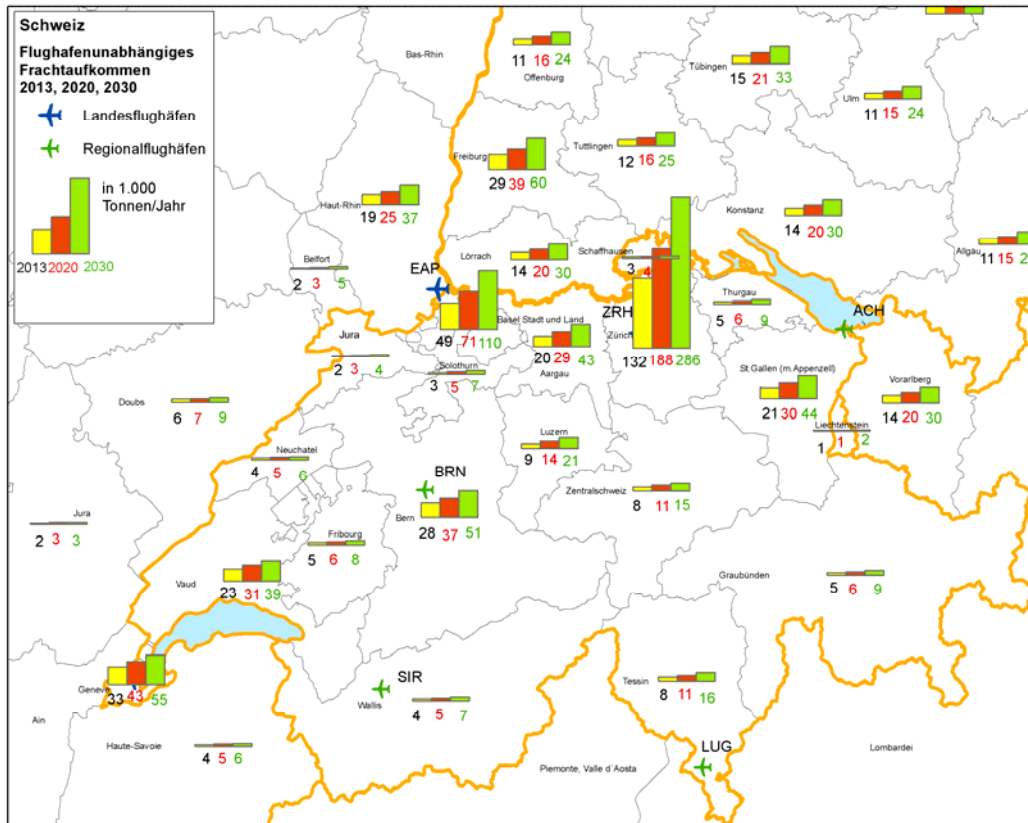 Schweiz
Flughafenunabhängiges
Frachtaufkommen
2013, 2020, 2030
Landesflughäfen
Regionalflughäfen
in 1.000
Tonnen/Jahr
2013 2020 2030
Bas-Rhin
11 16 24
Offenburg
Tübingen
15 21 33
Ulm
11 15 24
Freiburg
29 39 60
Tuttlingen
12 16 25
Haut-Rhin
19 25 37
Konstanz
14 20 30
Allgäu
11 15
Belfort
2 3 5
EAP
Lörrach
14 20 30
Schaffhausen
3 4
Thurgau
5 6 9
ACH
Basel Stadt und Land
49 71 110
ZRH
Zürich
132 188 286
20 29 43
Aargau
Jura
2 3 4
Solothurn
3 5 7
St.Gallen (m.Appenzell)
21 30 44
Vorarlberg
14 20 30
Liechtenstein
1 1 2
Doubs
6 7 9
Luzern
9 14 21
Neuchatel
4 5 6
BRN
Bern
28 37 51
Zentralschweiz
8 11 15
Jura
2 3 3
Fribourg
5 6 8
Vaud
23 31 39
Graubünden
5 6 9
Geneve
33 43 55
SIR
Wallis
4 5 7
Tessin
8 11 16
Ain
Haute-Savoie
4 5 6
LUG
Piemonte, Valle d´Aosta
Lombardei